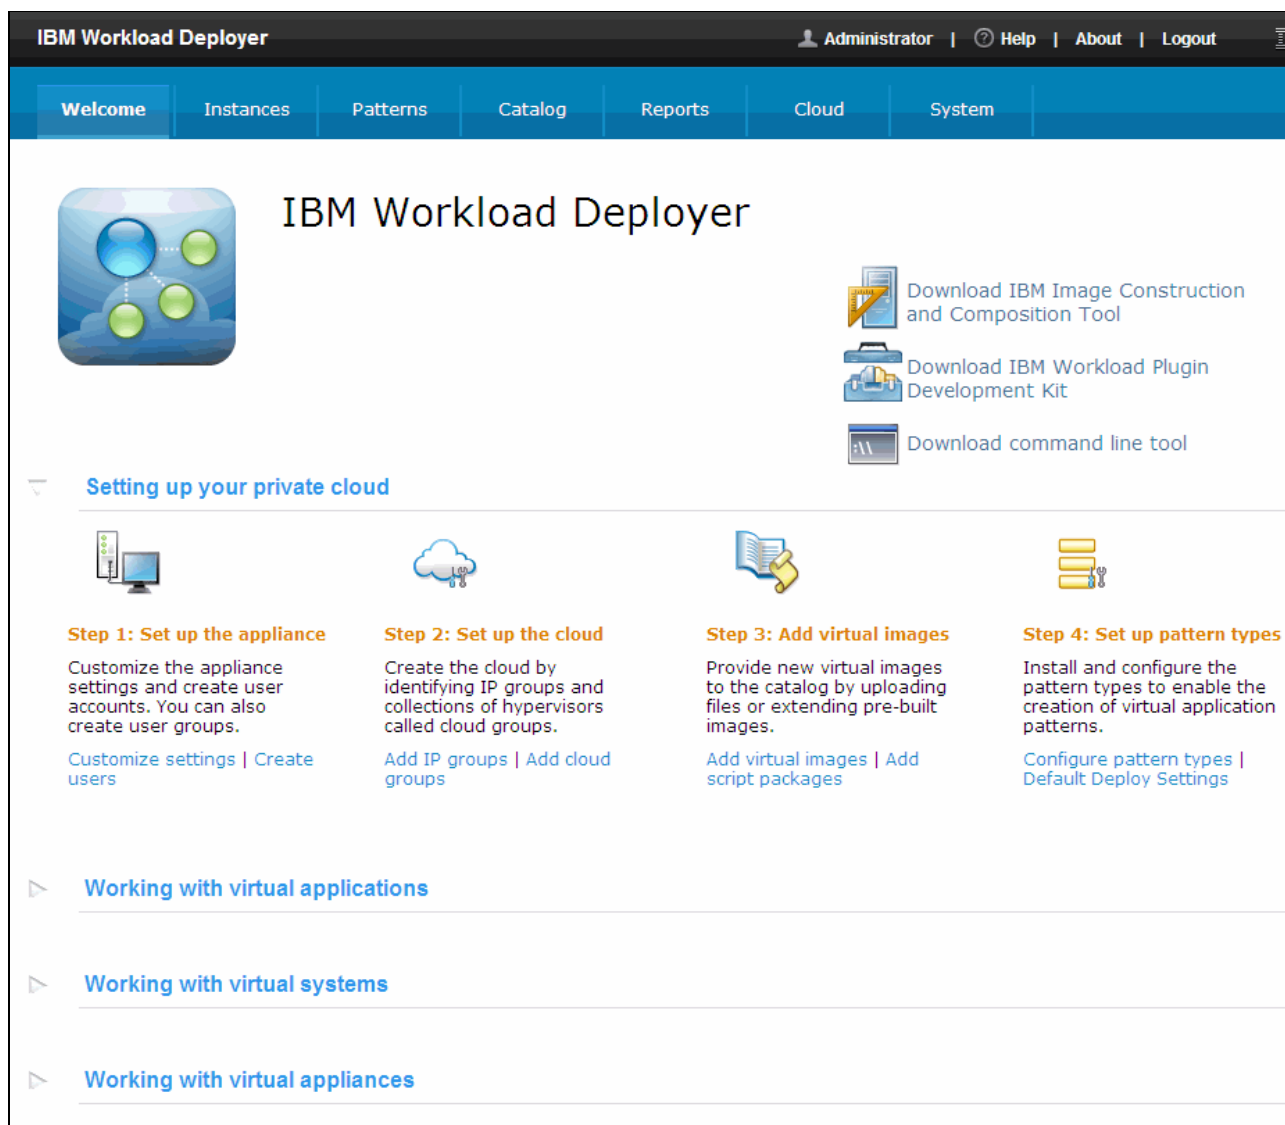 IBM Workload Deployer
Administrator | Help | About | Logout
Welcome Instances Patterns Catalog Reports Cloud System
IBM Workload Deployer
Download IBM Image Construction
and Composition Tool
Download IBM Workload Plugin
Development Kit
:\\
Download command line tool
Setting up your private cloud
Step 1: Set up the appliance
Customize the appliance
settings and create user
accounts. You can also
create user groups.
Customize settings | Create
users
Step 2: Set up the cloud
Create the cloud by
identifying IP groups and
collections of hypervisors
called cloud groups.
Add IP groups | Add cloud
groups
Step 3: Add virtual images
Provide new virtual images
to the catalog by uploading
files or extending pre-built
images.
Add virtual images | Add
script packages
Step 4: Set up pattern types
Install and configure the
pattern types to enable the
creation of virtual application
patterns.
Configure pattern types |
Default Deploy Settings
Working with virtual applications
Working with virtual systems
Working with virtual appliances